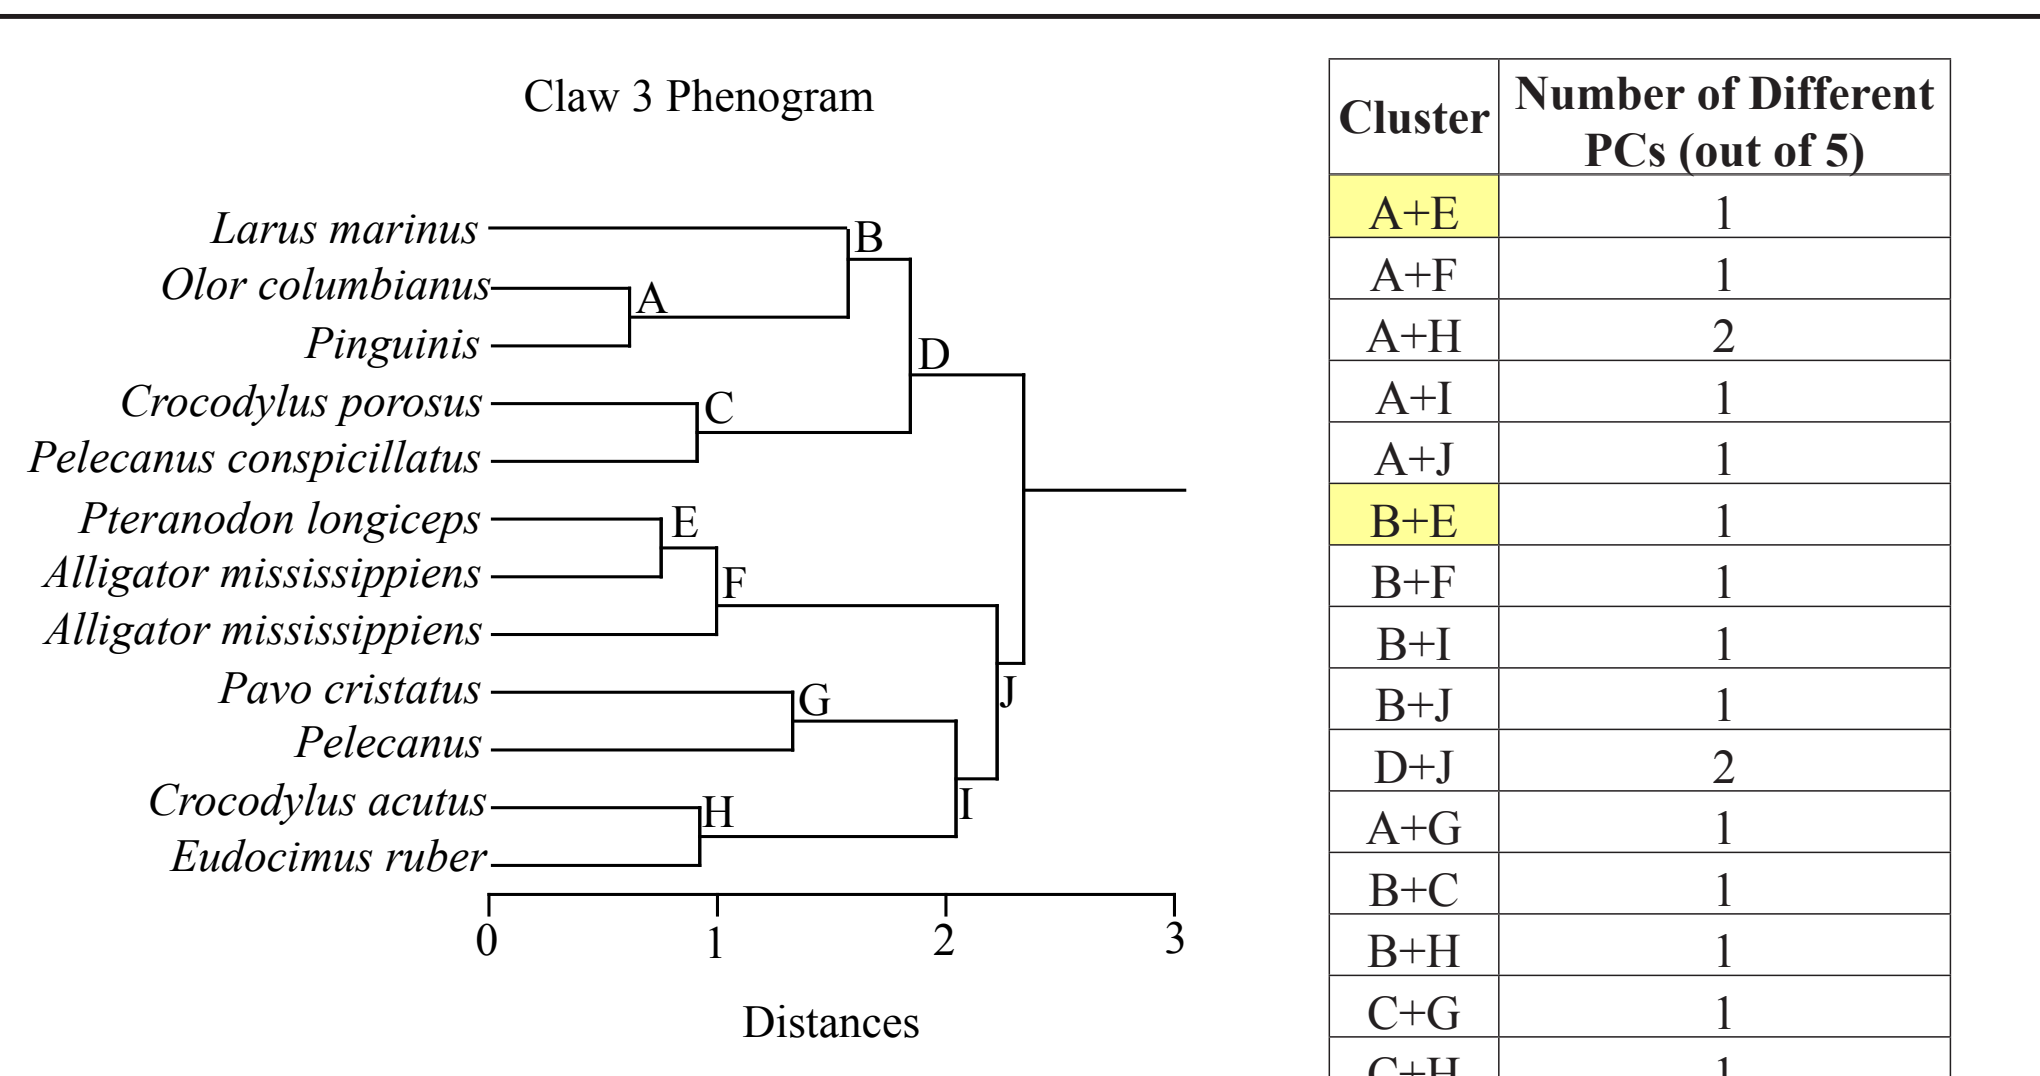 Claw 3 Phenogram
Larus marinus
B
Olor columbianus
A
Pinguinis
D
Crocodylus porosus
C
Pelecanus conspicillatus
Pteranodon longiceps
E
Alligator mississippiens
F
Alligator mississippiens
Pavo cristatus
G
J
Pelecanus
Crocodylus acutus
H
I
Eudocimus ruber
0 1 2 3
Distances
Cluster
Number of Different
PCs (out of 5)
A+E 1
A+F 1
A+H 2
A+I 1
A+J 1
B+E 1
B+F 1
B+I 1
B+J 1
D+J 2
A+G 1
B+C 1
B+H 1
C+G 1
C+H 1